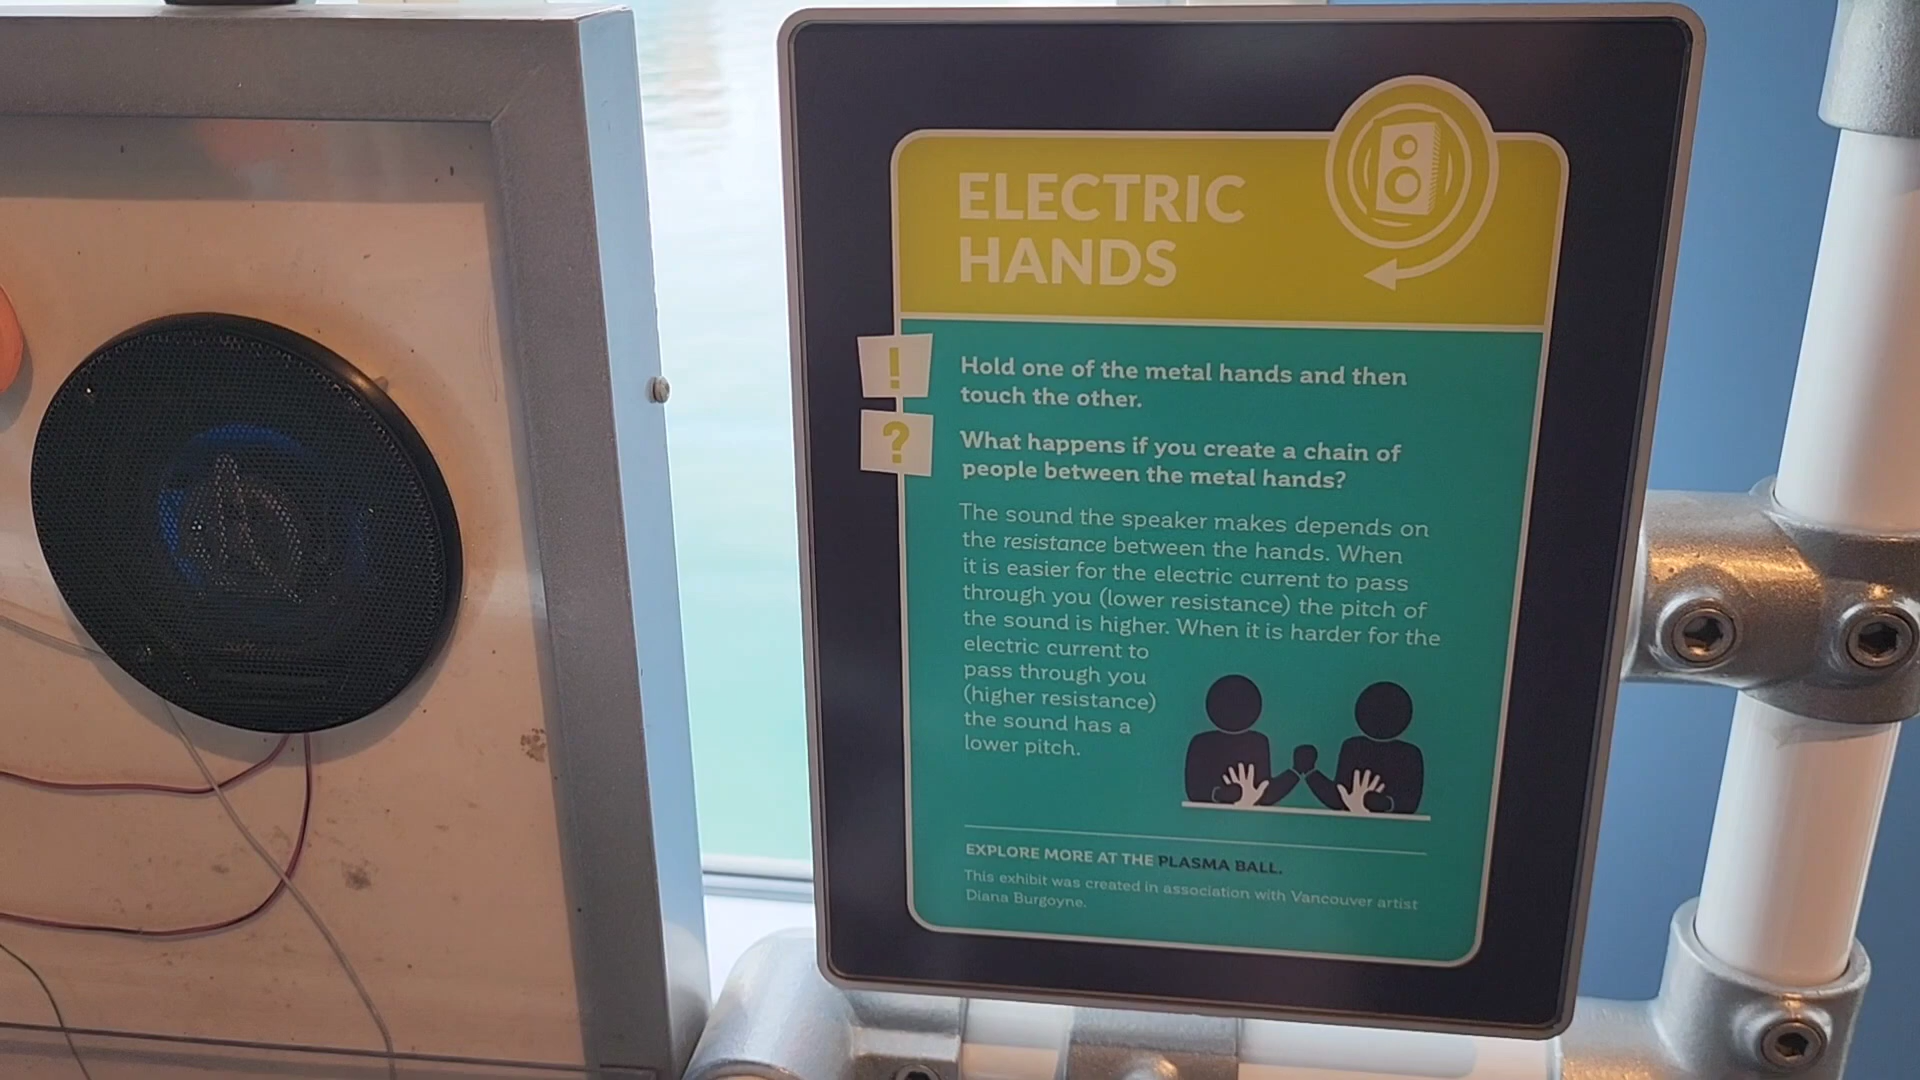 ELECTRIC
HANDS
!
Hold one of the metal hands and then
touch the other.
?
What happens if you create a chain of
people between the metal hands?
The sound the speaker makes depends on
the resistance between the hands. When
it is easier for the electric current to pass
through you (lower resistance) the pitch of
the sound is higher. When it is harder for the
electric current to
pass through you
(higher resistance)
the sound has a
lower pitch.
EXPLORE MORE AT THE PLASMA BALL.
This exhibit was created in association with Vancouver artist
Diana Burgoyne.